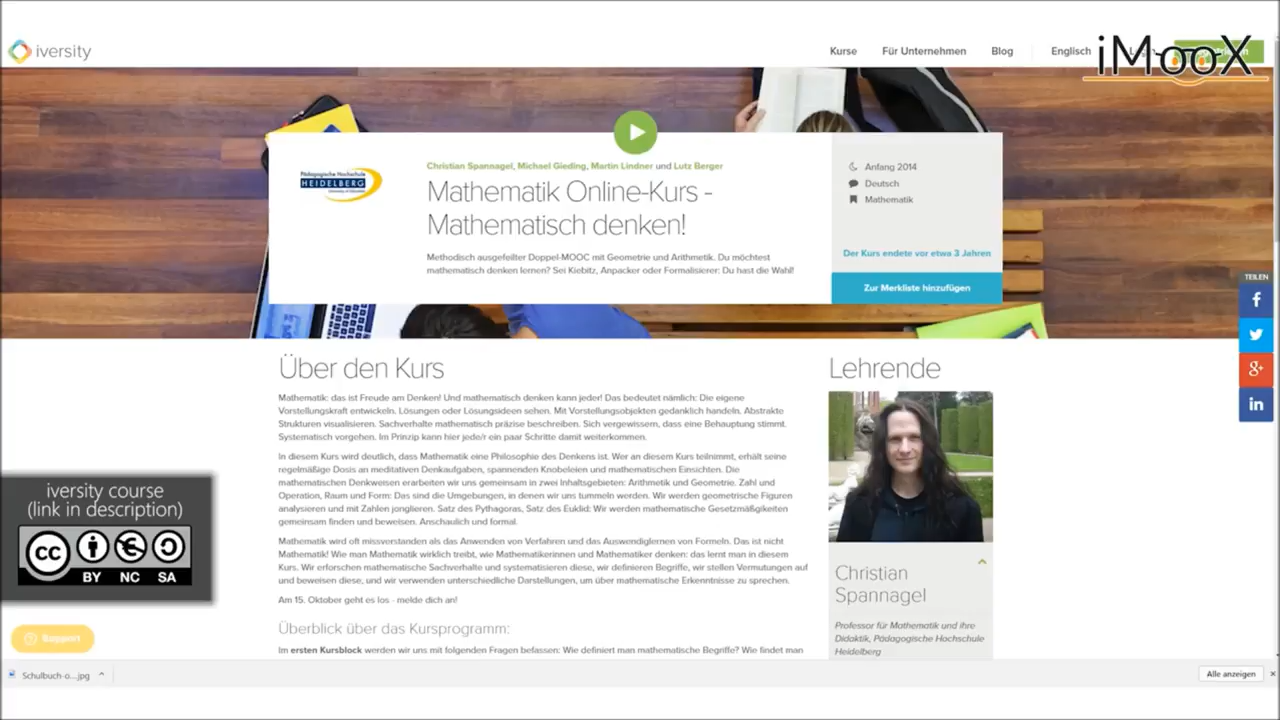 iversity
Kurse
Für Unternehmen
Blog
Englisch
iMooX
Pädagogische Hochschule
HEIDELBERG
University of Education
Christian Spannagel, Michael Gieding, Martin Lindner und Lutz Berger
Mathematik Online-Kurs -
Mathematisch denken!
Methodisch ausgefeilter Doppel-MOOC mit Geometrie und Arithmetik. Du möchtest
mathematisch denken lernen? Sei Kiebitz, Anpacker oder Formalisierer: Du hast die Wahl!
Anfang 2014
Deutsch
Mathematik
Der Kurs endete vor etwa 3 Jahren
Zur Merkliste hinzufügen
TEILEN
Über den Kurs
Mathematik: das ist Freude am Denken! Und mathematisch denken kann jeder! Das bedeutet nämlich: Die eigene
Vorstellungskraft entwickeln. Lösungen oder Lösungsideen sehen. Mit Vorstellungsobjekten gedanklich handeln. Abstrakte
Strukturen visualisieren. Sachverhalte mathematisch präzise beschreiben. Sich vergewissern, dass eine Behauptung stimmt.
Systematisch vorgehen. Im Prinzip kann hier jede/r ein paar Schritte damit weiterkommen.
In diesem Kurs wird deutlich, dass Mathematik eine Philosophie des Denkens ist. Wer an diesem Kurs teilnimmt, erhält seine
regelmäßige Dosis an meditativen Denkaufgaben, spannenden Knobeleien und mathematischen Einsichten. Die
mathematischen Denkweisen erarbeiten wir uns gemeinsam in zwei Inhaltsgebieten: Arithmetik und Geometrie. Zahl und
Operation, Raum und Form: Das sind die Umgebungen, in denen wir uns tummeln werden. Wir werden geometrische Figuren
analysieren und mit Zahlen jonglieren. Satz des Pythagoras, Satz des Euklid: Wir werden mathematische Gesetzmäßigkeiten
gemeinsam finden und beweisen. Anschaulich und formal.
Mathematik wird oft missverstanden als das Anwenden von Verfahren und das Auswendiglernen von Formeln. Das ist nicht
Mathematik! Wie man Mathematik wirklich treibt, wie Mathematikerinnen und Mathematiker denken: das lernt man in diesem
Kurs. Wir erforschen mathematische Sachverhalte und systematisieren diese, wir definieren Begriffe, wir stellen Vermutungen auf
und beweisen diese, und wir verwenden unterschiedliche Darstellungen, um über mathematische Erkenntnisse zu sprechen.
Am 15. Oktober geht es los - melde dich an!
Überblick über das Kursprogramm:
Im ersten Kursblock werden wir uns mit folgenden Fragen befassen: Wie definiert man mathematische Begriffe? Wie findet man
Lehrende
Christian
Spannagel
Professor für Mathematik und ihre
Didaktik, Pädagogische Hochschule
Heidelberg
iversity course
(link in description)
cc
BY NC SA
Support
Schulbuch-o....jpg
Alle anzeigen